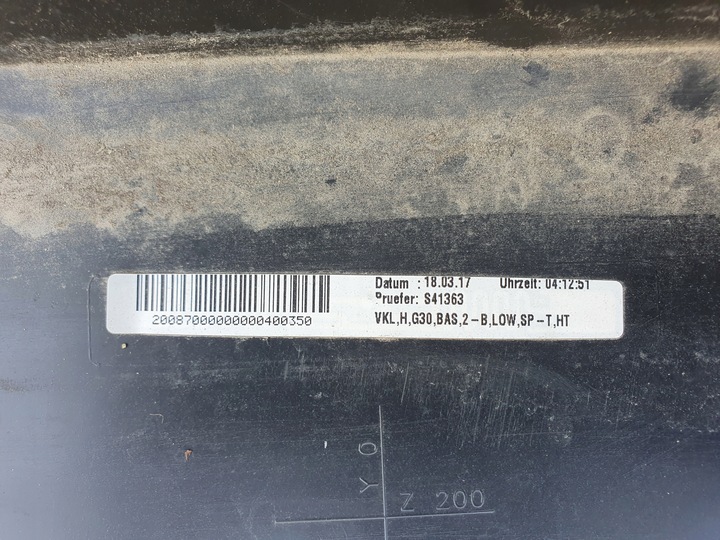 Datum : 18.03.17 Uhrzeit: 04:12:51
Pruefer: S41363
20087000000000400350
VKL,H,G30,BAS,2-B,LOW,SP-T,HT
Y 0
Z 200